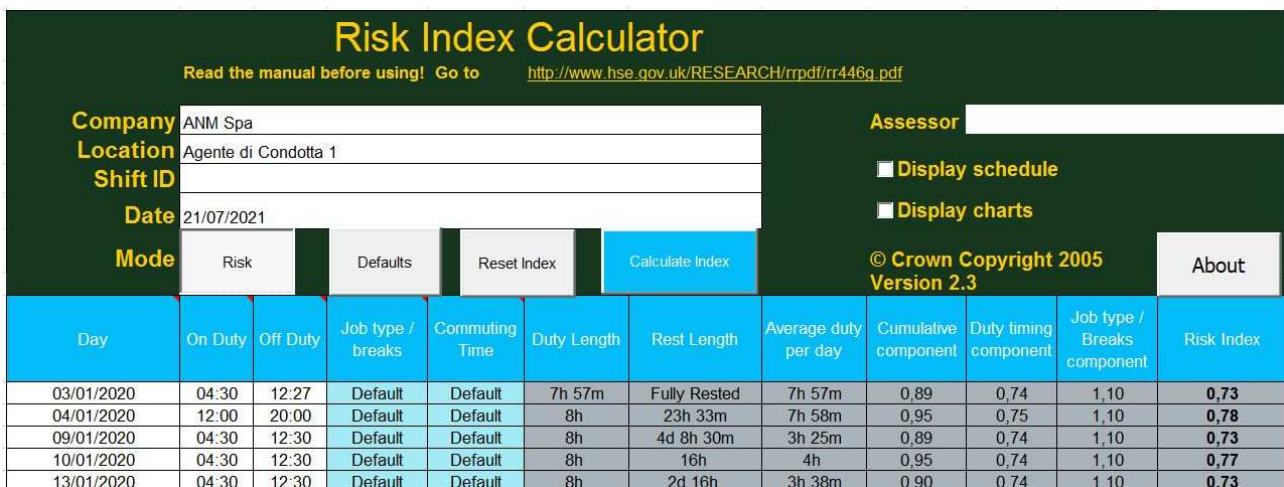 Risk Index Calculator
Read the manual before using! Go to http://www.hse.gov.uk/RESEARCH/rrpdf/rr446g.pdf
Company ANM Spa Assessor
Location Agente di Condotta 1
Shift ID Display schedule
Date 21/07/2021 Display charts
Mode Risk Defaults Reset Index Calculate Index © Crown Copyright 2005 About
Version 2.3
Day On Duty Off Duty Job type / breaks Commuting Time Duty Length Rest Length Average duty per day Cumulative component Duty timing component Job type / Breaks component Risk Index
03/01/2020 04:30 12:27 Default Default 7h 57m Fully Rested 7h 57m 0,89 0,74 1,10 0,73
04/01/2020 12:00 20:00 Default Default 8h 23h 33m 7h 58m 0,95 0,75 1,10 0,78
09/01/2020 04:30 12:30 Default Default 8h 4d 8h 30m 3h 25m 0,89 0,74 1,10 0,73
10/01/2020 04:30 12:30 Default Default 8h 16h 4h 0,95 0,74 1,10 0,77
13/01/2020 04:30 12:30 Default Default 8h 2d 16h 3h 38m 0,90 0,74 1,10 0,73